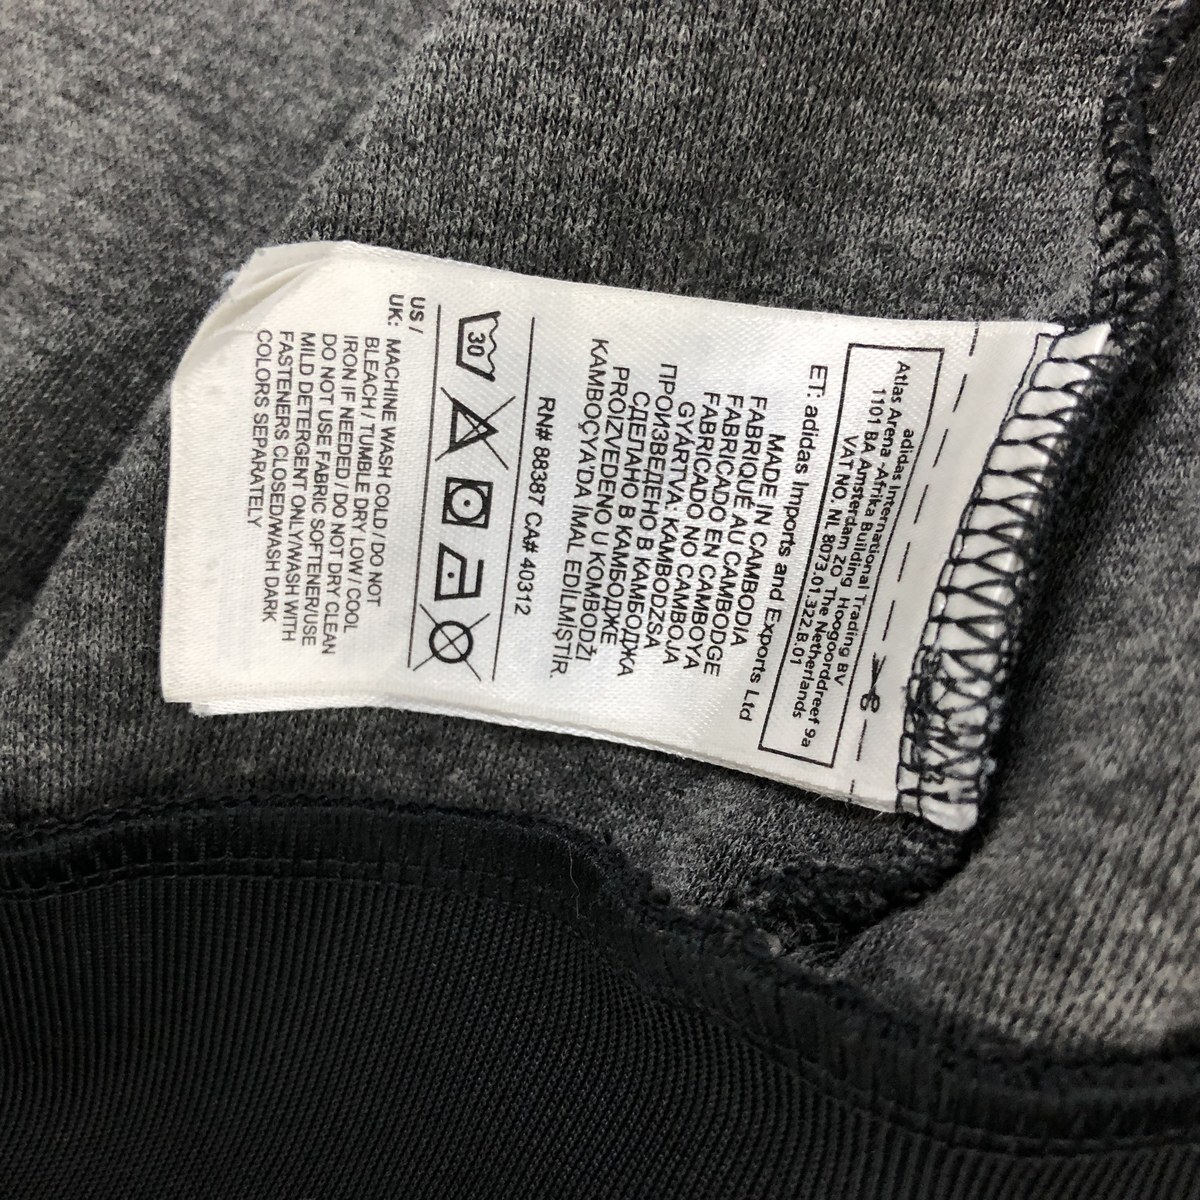 adidas International Trading BV
Atlas Arena -Afrika Building Hoogoorddreef 9a
1101 BA Amsterdam ZO The Netherlands
VAT NO. NL 8073.01.322.B.01
ET: adidas Imports and Exports Ltd
MADE IN CAMBODIA
FABRIQUÉ AU CAMBODGE
FABRICADO EN CAMBOYA
FABRICADO NO CAMBOJA
GYÁRTVA: KAMBODZSA
ПРОИЗВЕДЕНО В КАМБОДЖА
СДЕЛАНО В КАМБОДЖЕ
PROIZVEDENO U KOMBODŽI
KAMBOÇYA'DA İMAL EDİLMİŞTİR.
RN# 88387 CA# 40312
30
US /
UK: MACHINE WASH COLD / DO NOT
BLEACH / TUMBLE DRY LOW / COOL
IRON IF NEEDED / DO NOT DRY CLEAN
DO NOT USE FABRIC SOFTENER/USE
MILD DETERGENT ONLY/WASH WITH
FASTENERS CLOSED/WASH DARK
COLORS SEPARATELY